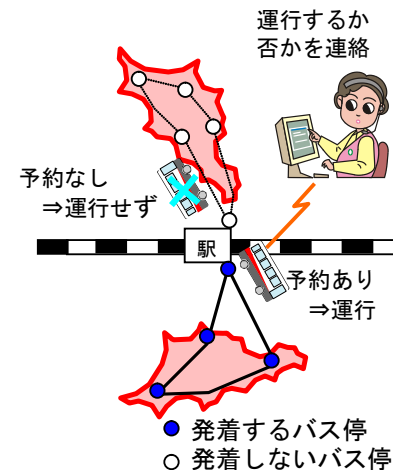 運行するか
否かを連絡
予約なし
⇒運行せず
駅
予約あり
⇒運行
発着するバス停
発着しないバス停